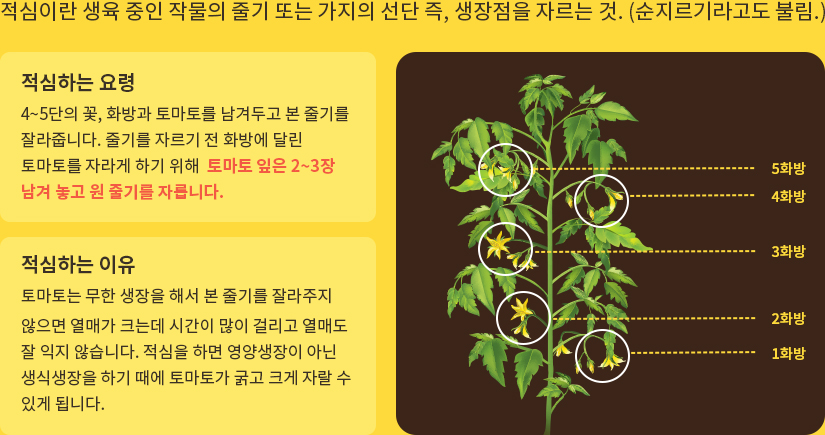 적심이란 생육 중인 작물의 줄기 또는 가지의 선단 즉, 생장점을 자르는 것. (순지르기라고도 불림.)
적심하는 요령
4~5단의 꽃, 화방과 토마토를 남겨두고 본 줄기를
잘라줍니다. 줄기를 자르기 전 화방에 달린
토마토를 자라게 하기 위해 토마토 잎은 2~3장
남겨 놓고 원 줄기를 자릅니다.
적심하는 이유
토마토는 무한 생장을 해서 본 줄기를 잘라주지
않으면 열매가 크는데 시간이 많이 걸리고 열매도
잘 익지 않습니다. 적심을 하면 영양생장이 아닌
생식생장을 하기 때에 토마토가 굵고 크게 자랄 수
있게 됩니다.
5화방
4화방
3화방
2화방
1화방